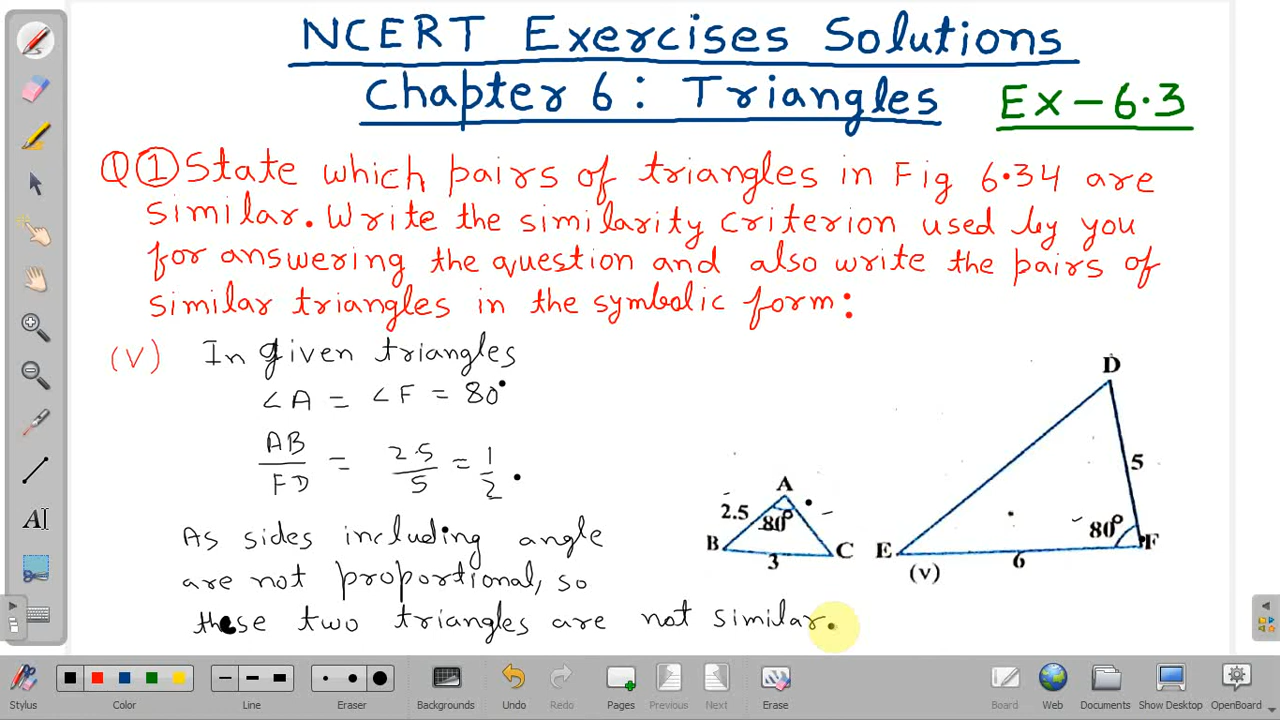 NCERT Exercises Solutions
Chapter 6 : Triangles
Ex - 6.3
Q ① State which pairs of triangles in Fig 6.34 are
similar. Write the similarity criterion used by you
for answering the question and also write the pairs of
similar triangles in the symbolic form :
(V) In given triangles
∠A = ∠F = 80°
AB/FD = 2.5/5 = 1/2
As sides including angle
are not proportional, so
these two triangles are not similar.
D
5
A
2.5
80°
B
C
3
E
80°
F
6
(v)
Stylus
Color
Line
Eraser
Backgrounds
Undo
Redo
Pages
Previous
Next
Erase
Board
Web
Documents
Show Desktop
OpenBoard